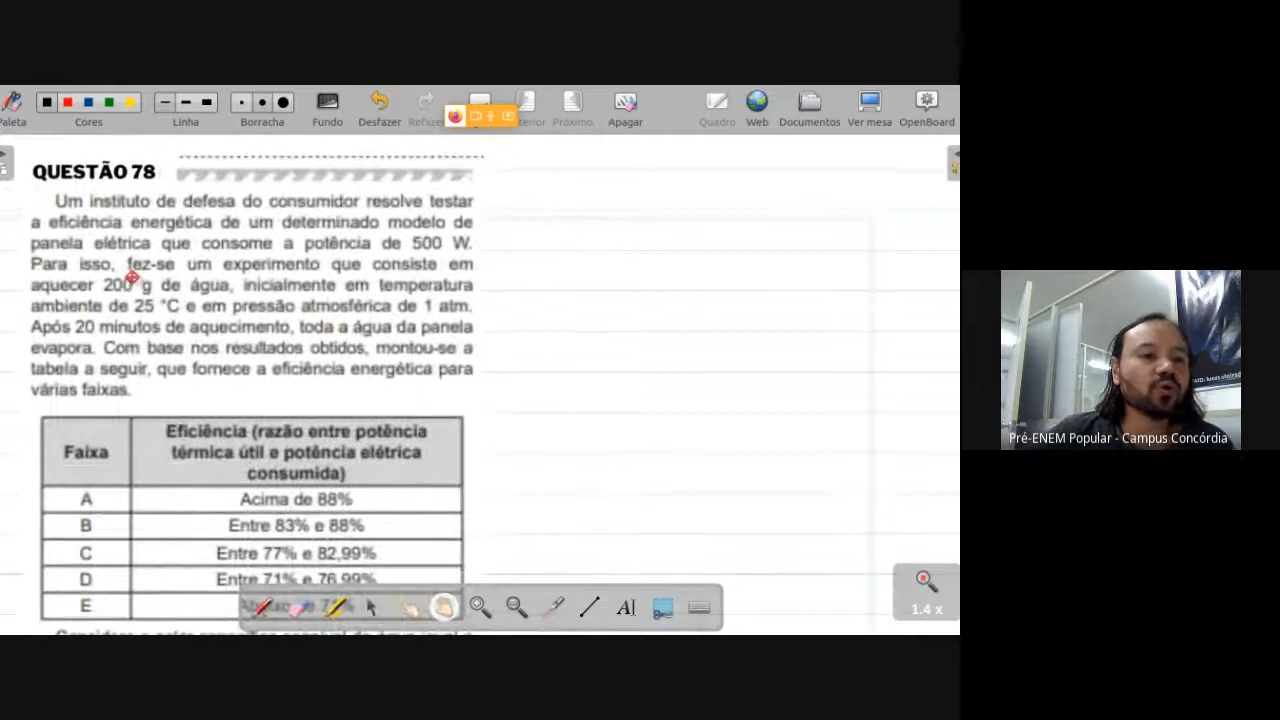 Paleta
Cores
Linha
Borracha
Fundo
Desfazer
Próximo
Apagar
Quadro
Web
Documentos
Ver mesa
OpenBoard
QUESTÃO 78
Um instituto de defesa do consumidor resolve testar
a eficiência energética de um determinado modelo de
panela elétrica que consome a potência de 500 W.
Para isso, fez-se um experimento que consiste em
aquecer 200 g de água, inicialmente em temperatura
ambiente de 25 °C e em pressão atmosférica de 1 atm.
Após 20 minutos de aquecimento, toda a água da panela
evapora. Com base nos resultados obtidos, montou-se a
tabela a seguir, que fornece a eficiência energética para
várias faixas.
Faixa
Eficiência (razão entre potência
térmica útil e potência elétrica
consumida)
A Acima de 88%
B Entre 83% e 88%
C Entre 77% e 82,99%
D Entre 71% e 76,99%
E
1.4 x
Pré-ENEM Popular - Campus Concórdia